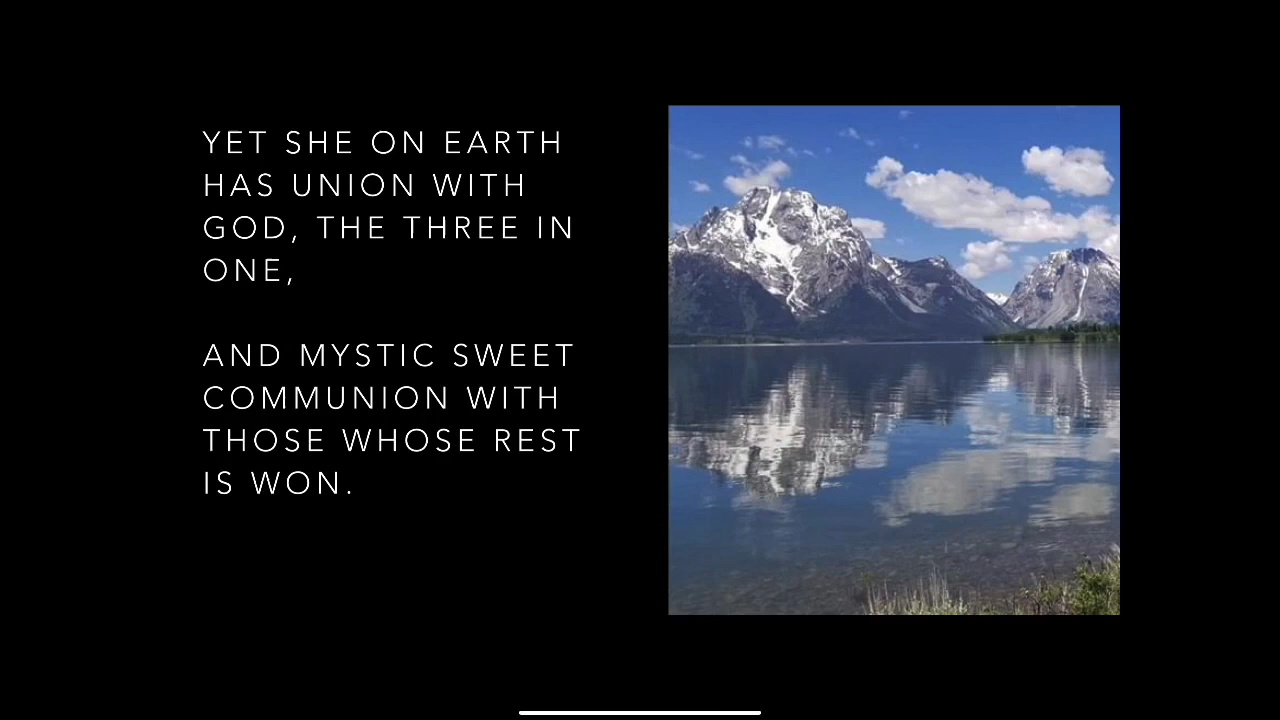 YET SHE ON EARTH
HAS UNION WITH
GOD, THE THREE IN
ONE,
AND MYSTIC SWEET
COMMUNION WITH
THOSE WHOSE REST
IS WON.